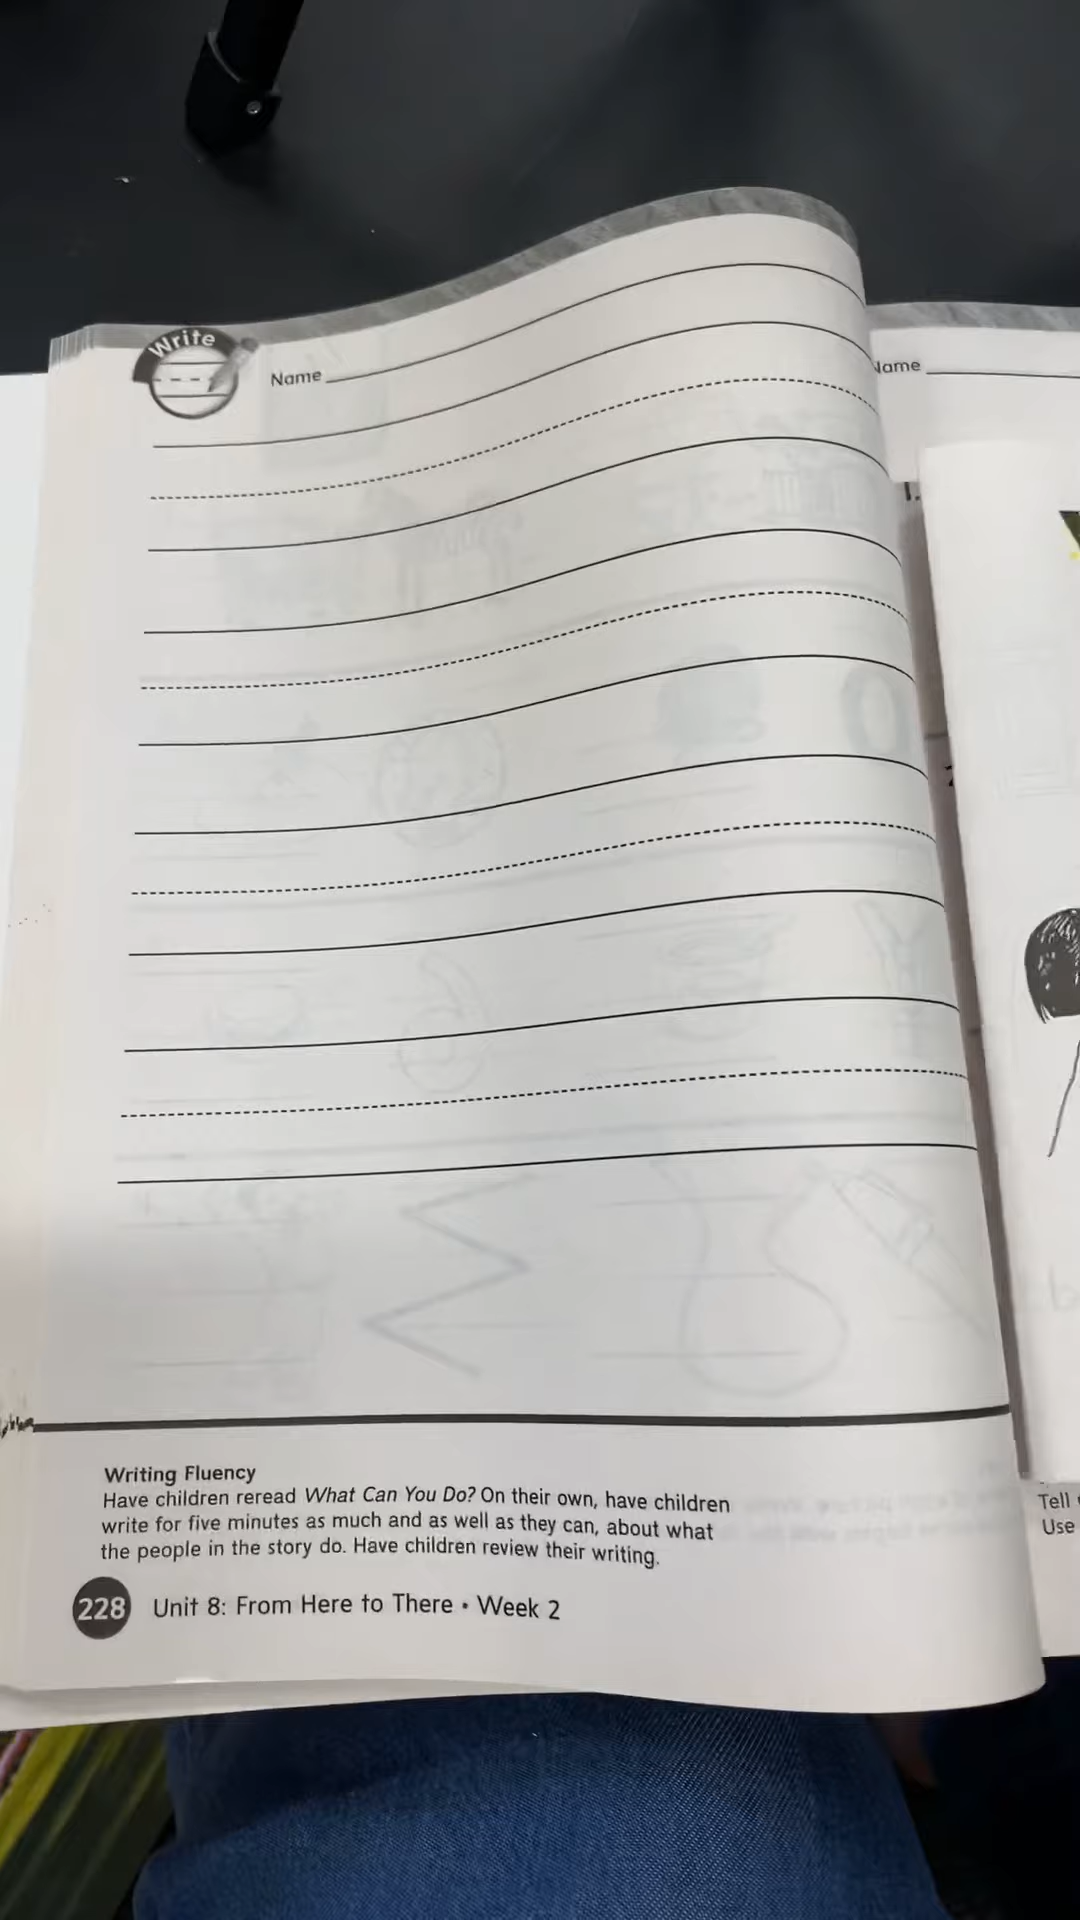 Write
Name
Name
1.
Writing Fluency
Have children reread What Can You Do? On their own, have children
write for five minutes as much and as well as they can, about what
the people in the story do. Have children review their writing.
228 Unit 8: From Here to There • Week 2
Tell
Use